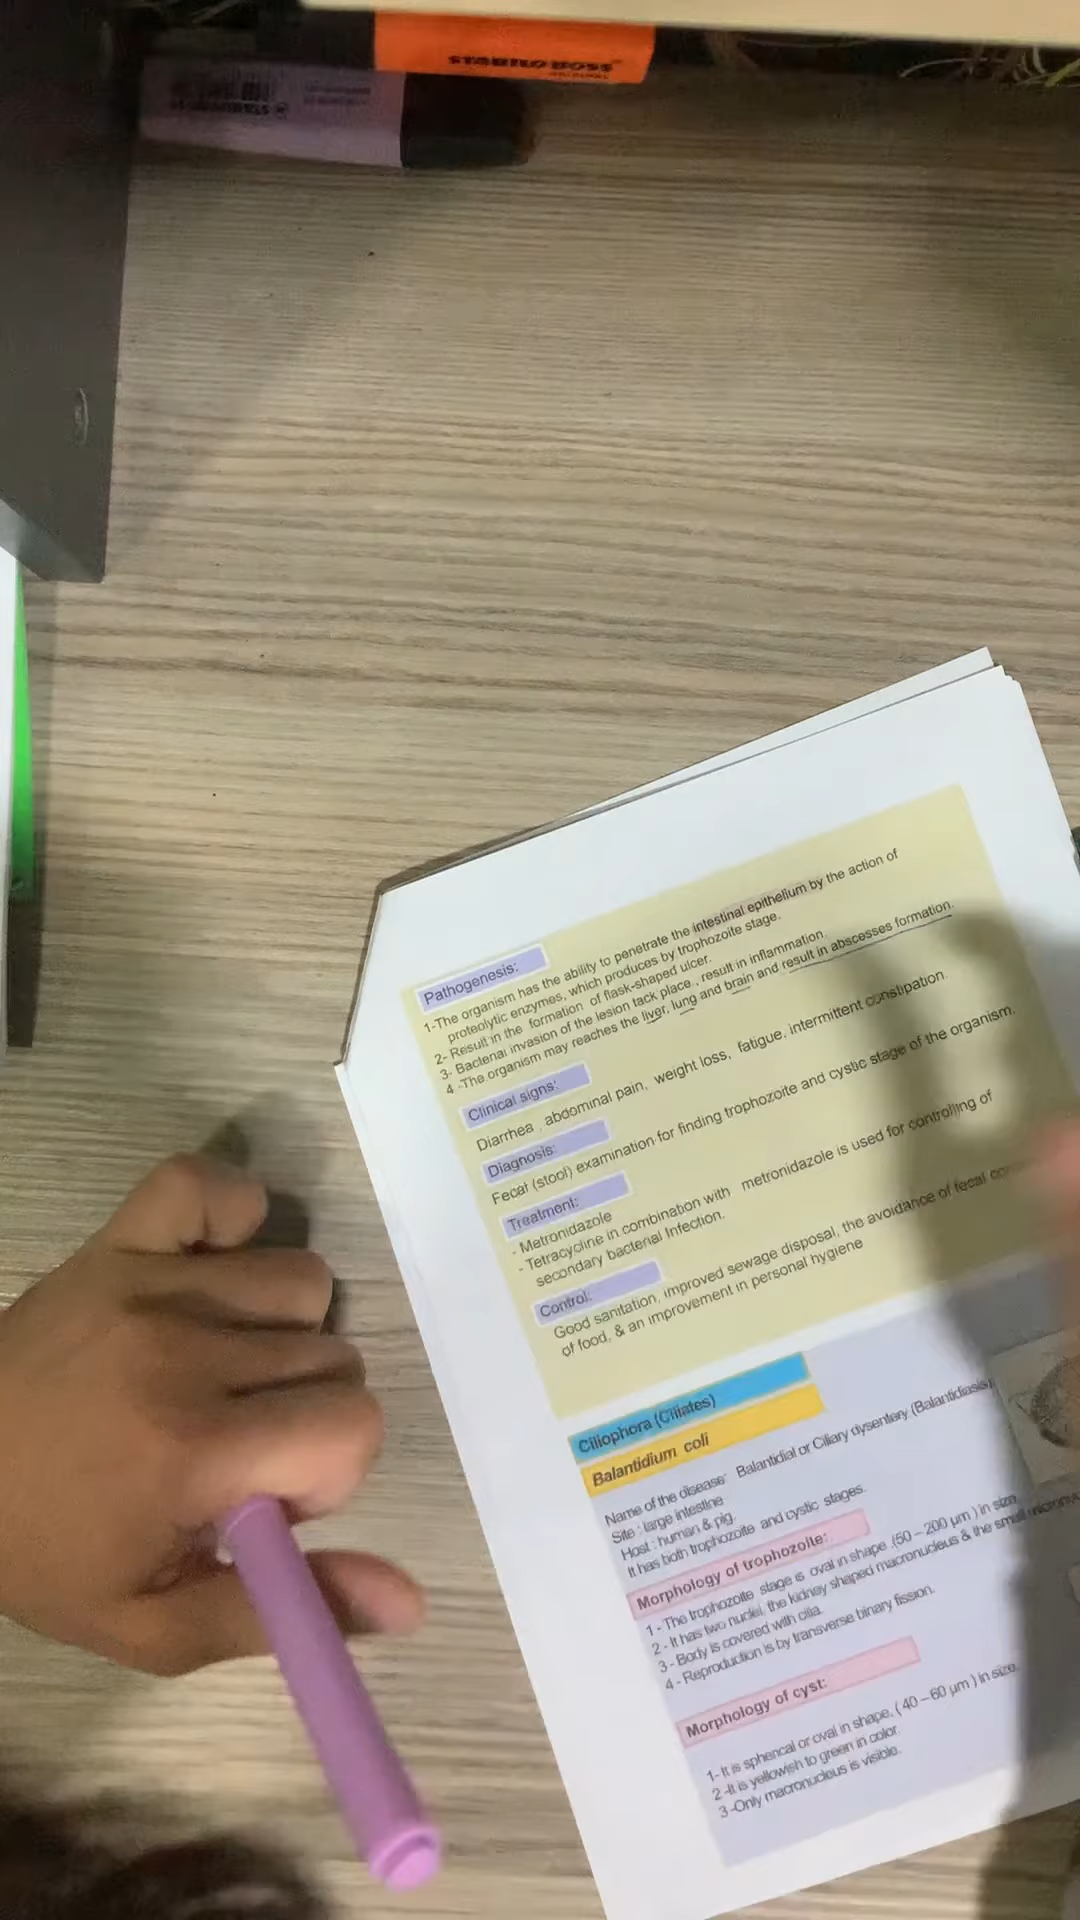 STABILO BOSS
Pathogenesis:
1-The organism has the ability to penetrate the intestinal epithelium by the action of
proteolytic enzymes, which produces by trophozoite stage.
2- Result in the formation of flask-shaped ulcer.
3- Bacterial invasion of the lesion tack place, result in inflammation.
4 -The organism may reaches the liver, lung and brain and result in abscesses formation.
Clinical signs:
Diarrhea, abdominal pain, weight loss, fatigue, intermittent constipation.
Diagnosis:
Fecal (stool) examination for finding trophozoite and cystic stage of the organism.
Treatment:
- Metronidazole
- Tetracycline in combination with metronidazole is used for controlling of
secondary bacterial infection.
Control:
Good sanitation, improved sewage disposal, the avoidance of fecal
of food, & an improvement in personal hygiene
Ciliophora (Ciliates)
Balantidium coli
Name of the disease: Balantidial or Ciliary dysentery (Balantidiasis)
Site : large intestine
Host : human & pig.
It has both trophozoite and cystic stages.
Morphology of trophozoite:
1 - The trophozoite stage is oval in shape (50 – 200 µm ) in size
2 - It has two nuclei, the kidney shaped macronucleus & the small
3 - Body is covered with cilia.
4 - Reproduction is by transverse binary fission.
Morphology of cyst:
1- It is spherical or oval in shape, ( 40 – 60 µm ) in size.
2 -It is yellowish to green in color.
3 -Only macronucleus is visible.